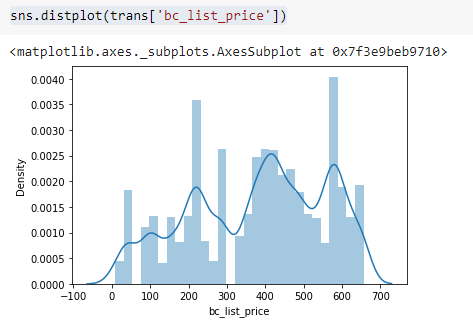 sns.distplot(trans['bc_list_price'])
<matplotlib.axes._subplots.AxesSubplot at 0x7f3e9beb9710>
0.0040
0.0035
0.0030
0.0025
0.0020
0.0015
0.0010
0.0005
0.0000
Density
−100 0 100 200 300 400 500 600 700
bc_list_price